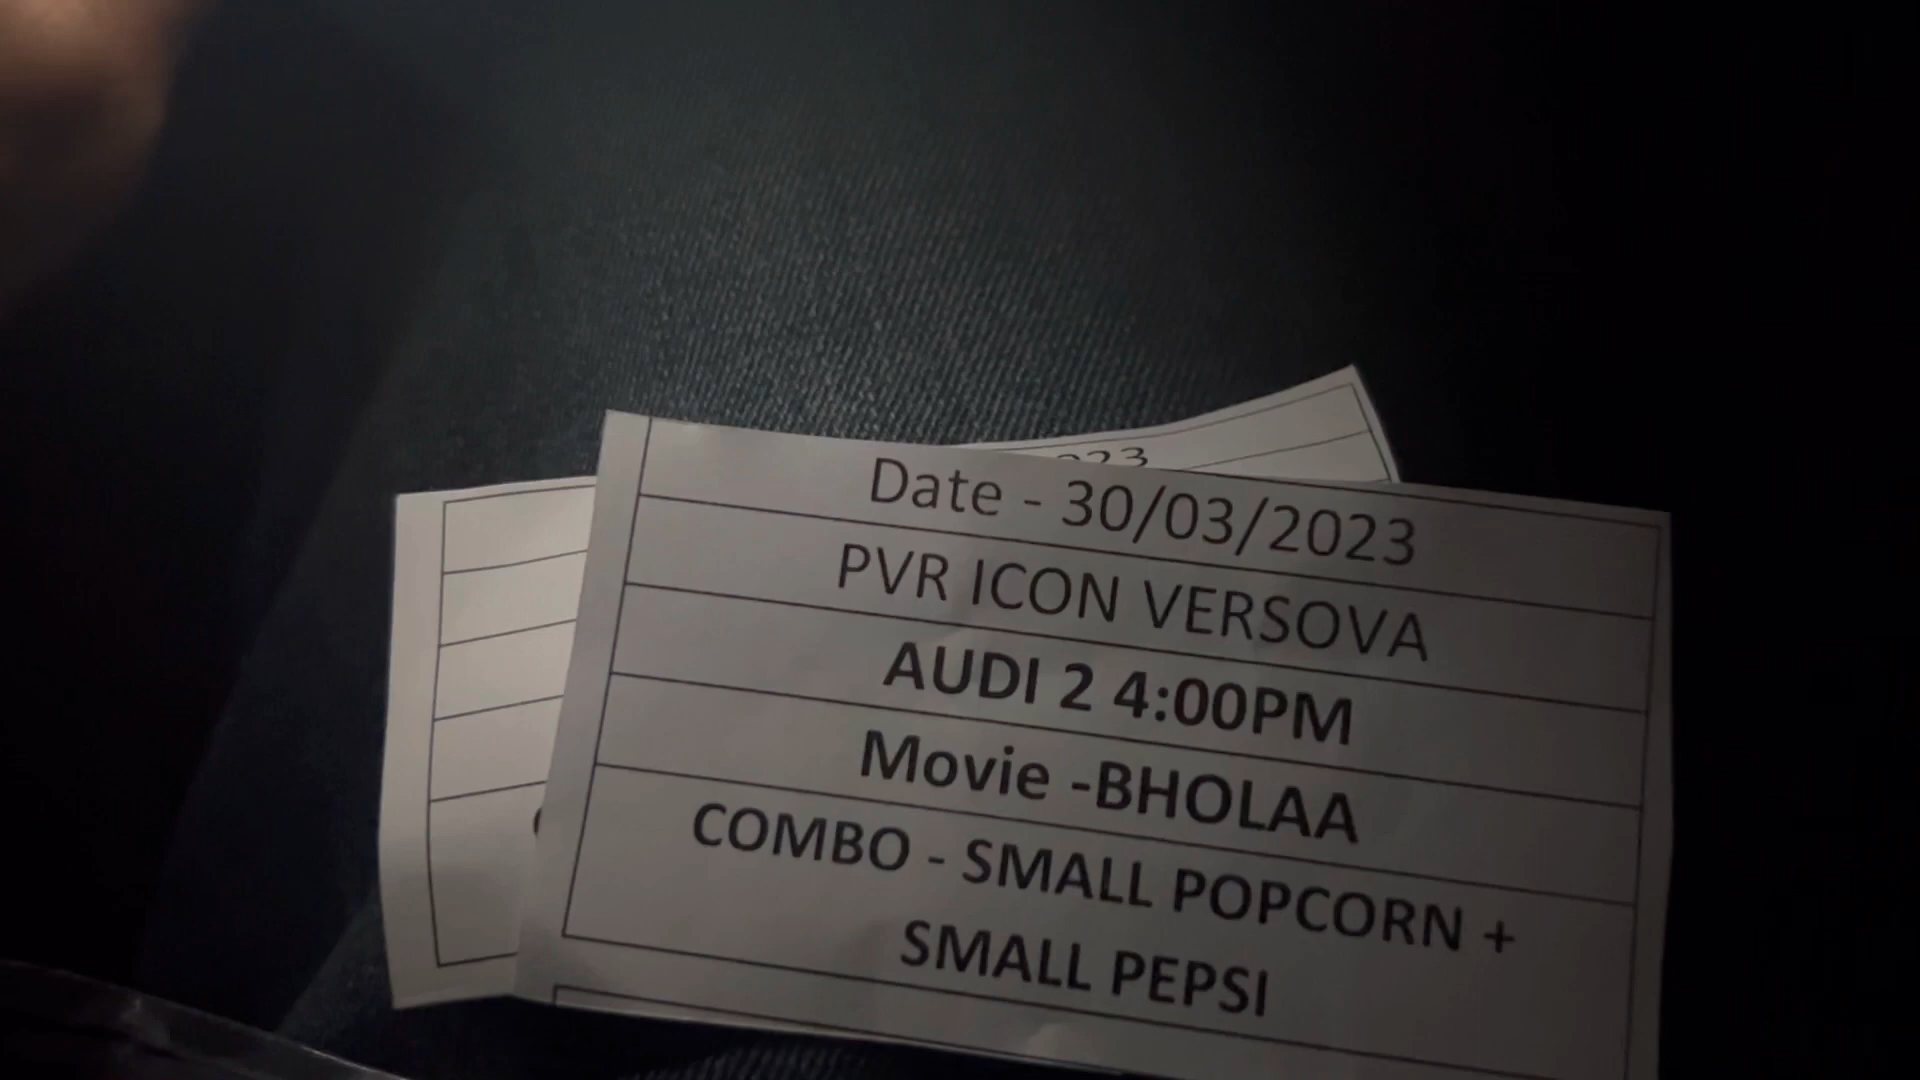 Date - 30/03/2023
PVR ICON VERSOVA
AUDI 2 4:00PM
Movie -BHOLAA
COMBO - SMALL POPCORN +
SMALL PEPSI